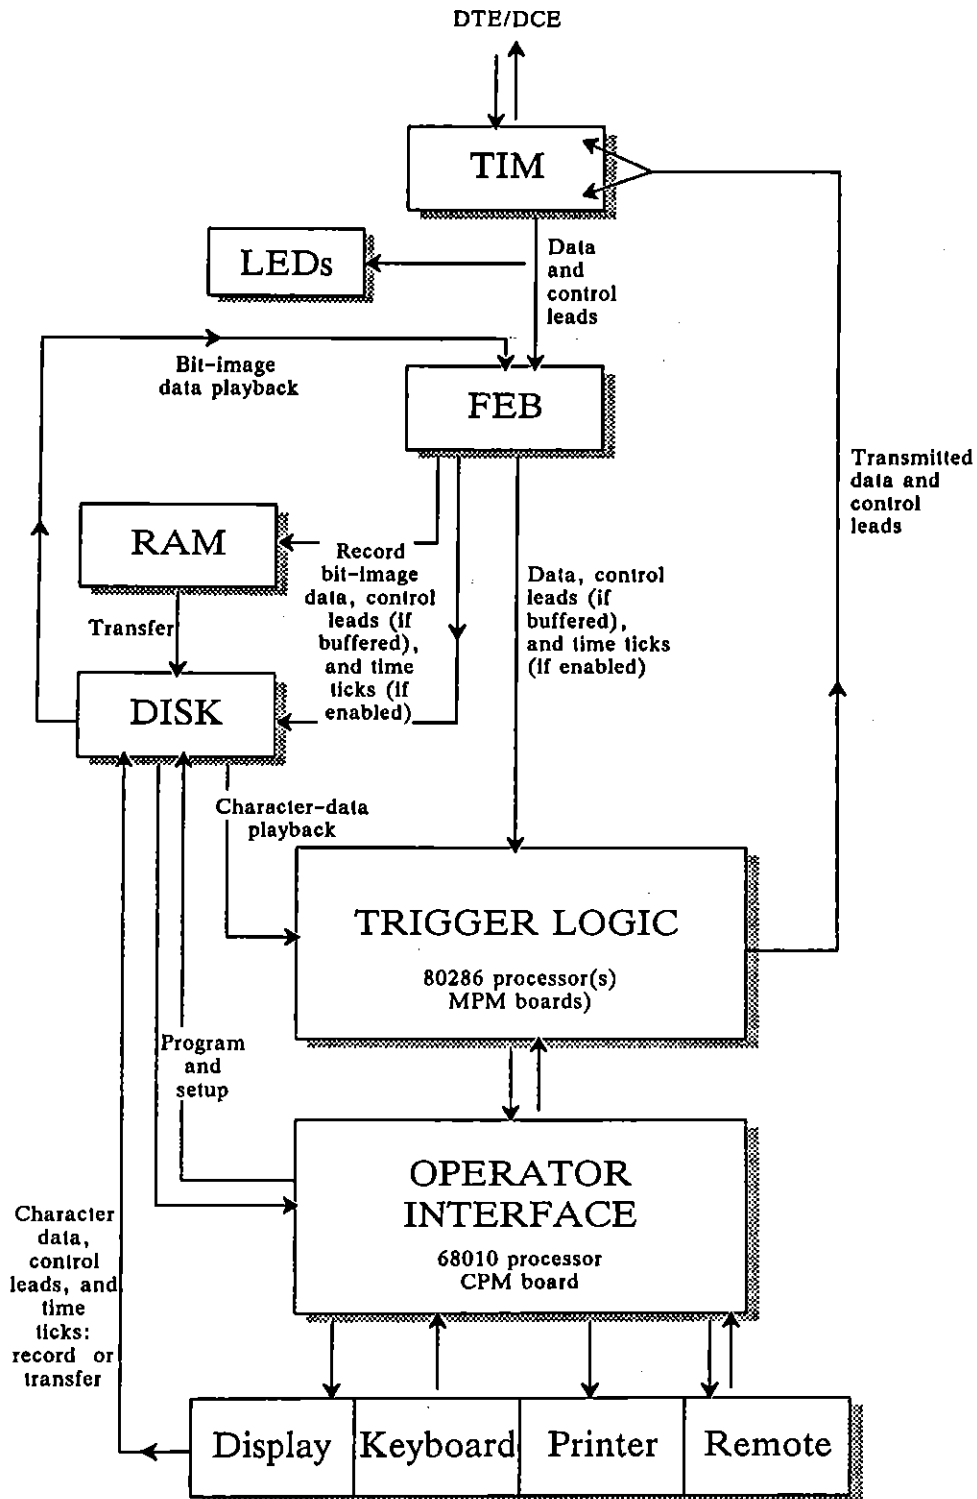 DTE/DCE
TIM
LEDs
Data
and
control
leads
Bit-image
data playback
FEB
Transmitted
data and
control
leads
RAM
Record
bit-image
data, control
leads (if
buffered),
and time
ticks (if
enabled)
Data, control
leads (if
buffered),
and time ticks
(if enabled)
Transfer
DISK
Character-data
playback
TRIGGER LOGIC
80286 processor(s)
MPM boards)
Program
and
setup
OPERATOR
INTERFACE
68010 processor
CPM board
Character
data,
control
leads, and
time
ticks:
record or
transfer
Display
Keyboard
Printer
Remote